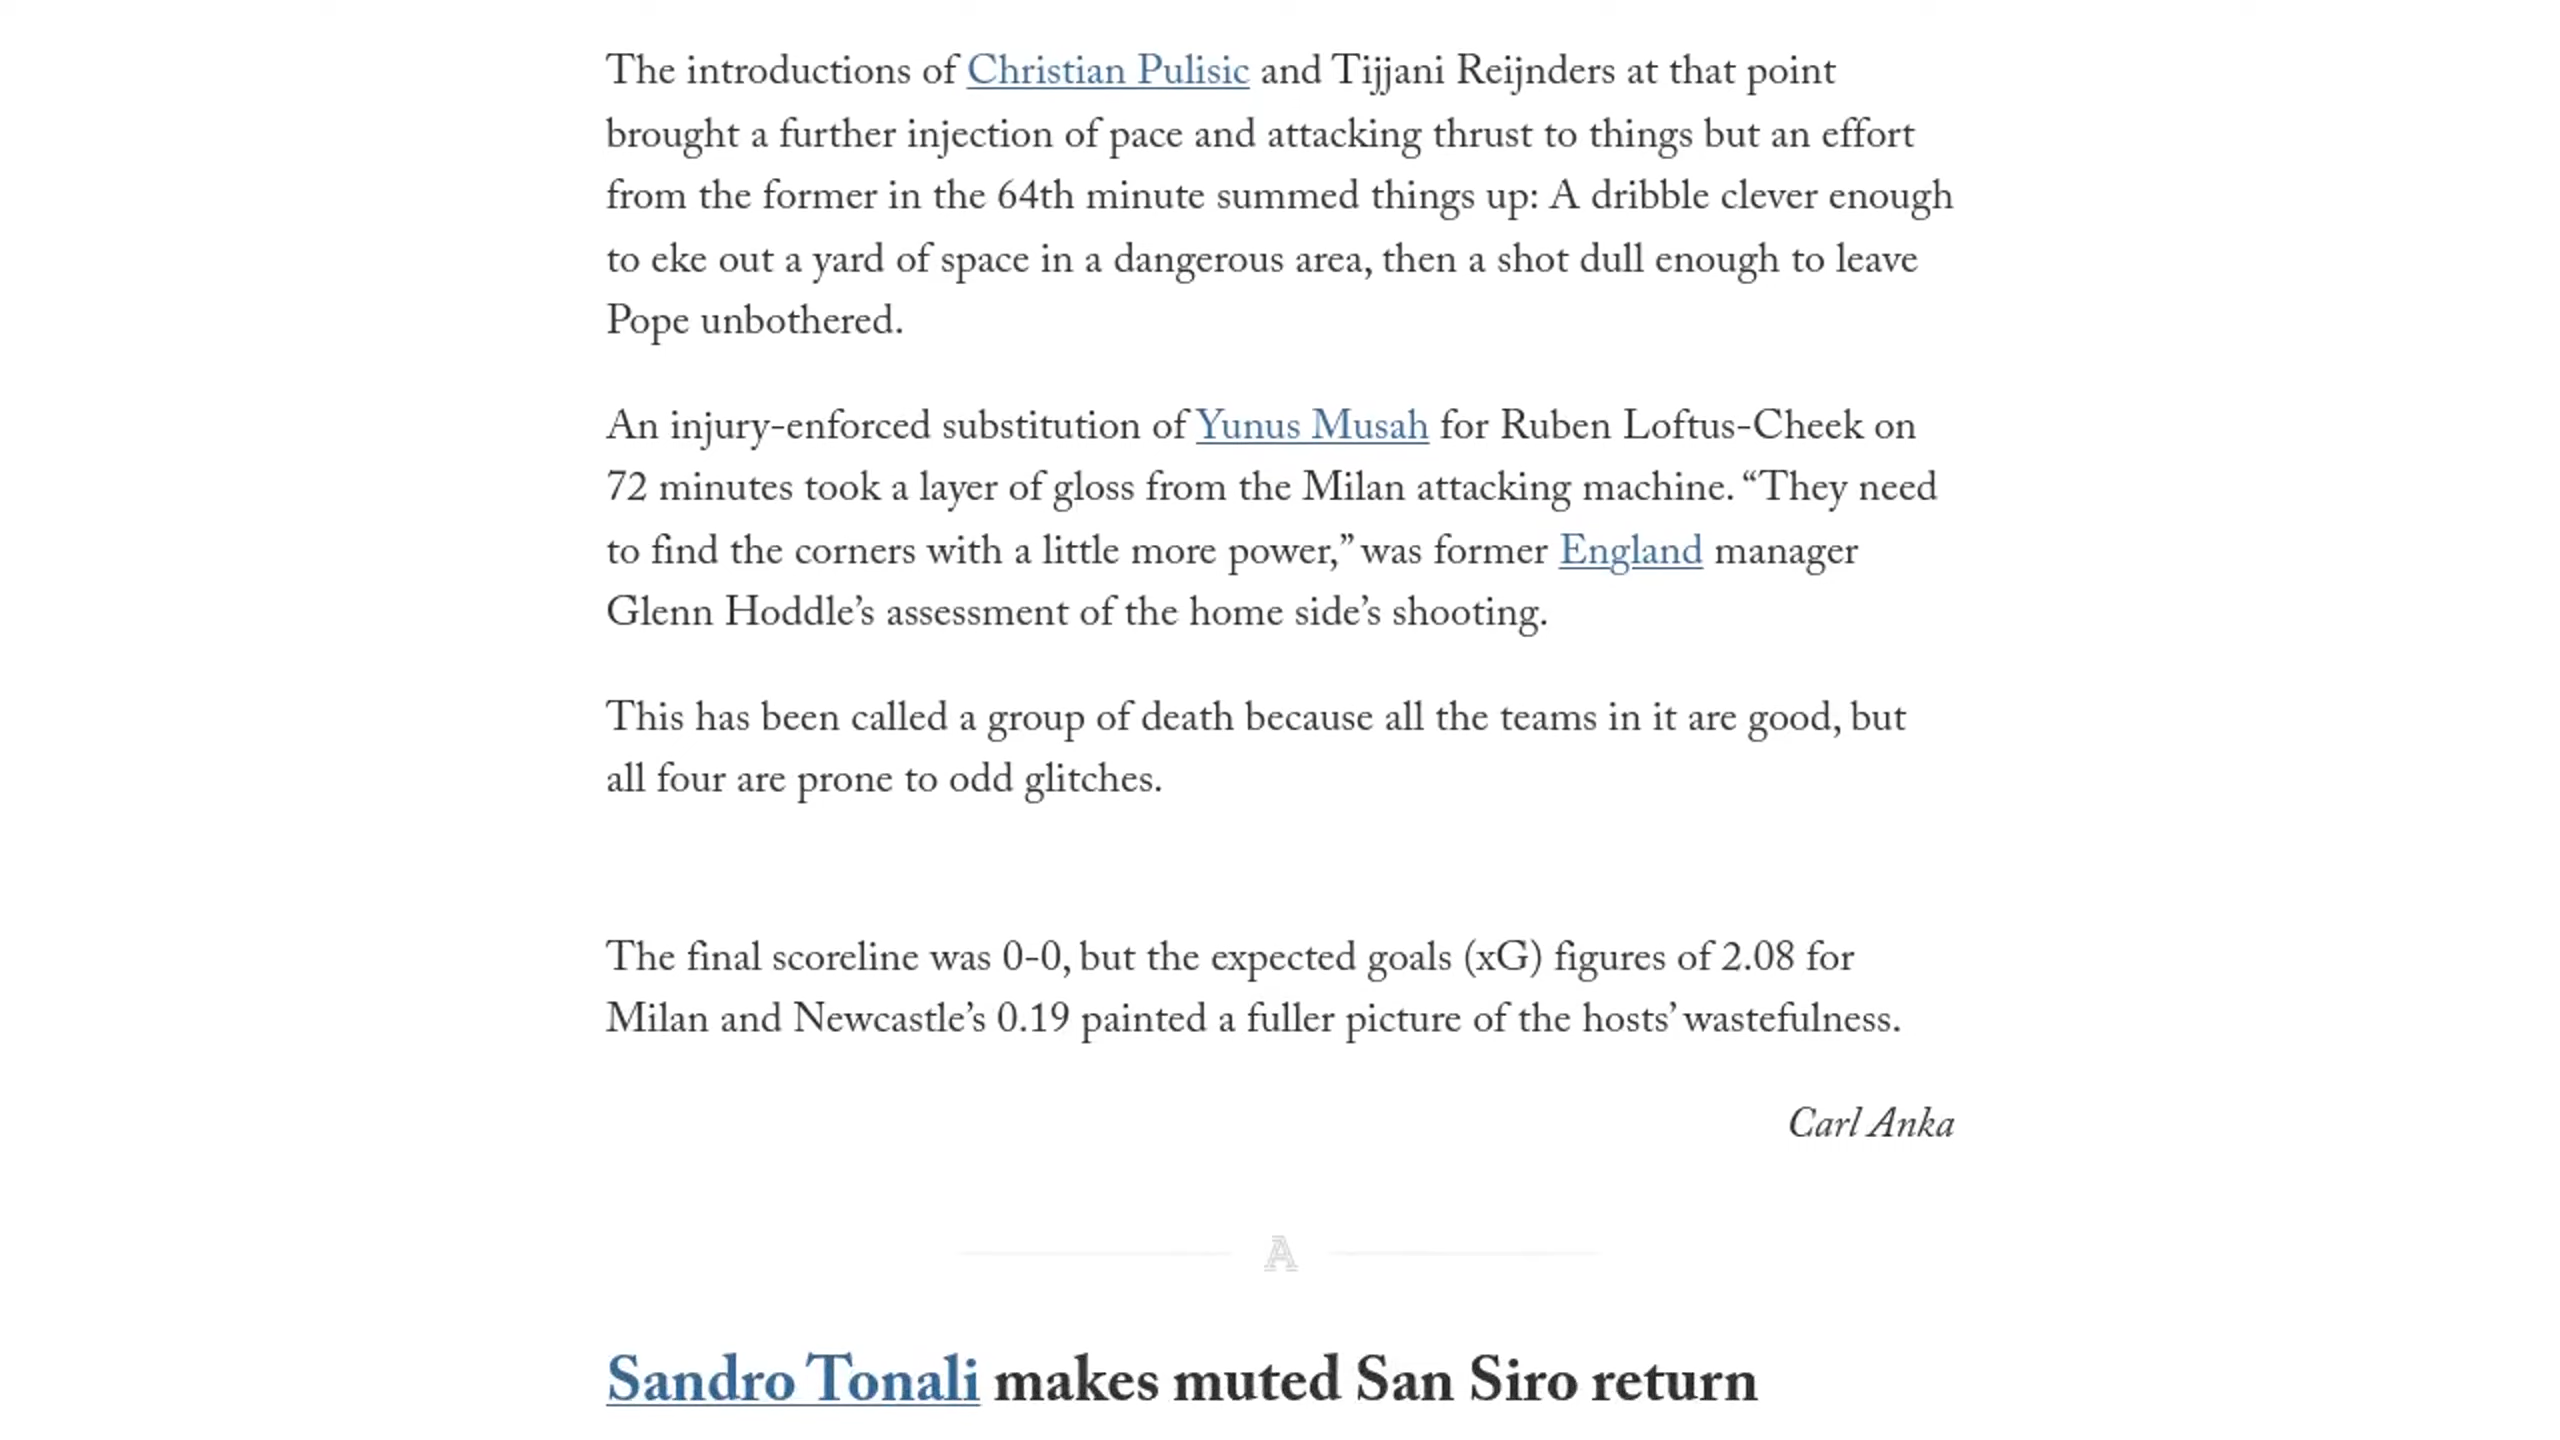 The introductions of Christian Pulisic and Tijjani Reijnders at that point
brought a further injection of pace and attacking thrust to things but an effort
from the former in the 64th minute summed things up: A dribble clever enough
to eke out a yard of space in a dangerous area, then a shot dull enough to leave
Pope unbothered.
An injury-enforced substitution of Yunus Musah for Ruben Loftus-Cheek on
72 minutes took a layer of gloss from the Milan attacking machine. “They need
to find the corners with a little more power,” was former England manager
Glenn Hoddle’s assessment of the home side’s shooting.
This has been called a group of death because all the teams in it are good, but
all four are prone to odd glitches.
The final scoreline was 0-0, but the expected goals (xG) figures of 2.08 for
Milan and Newcastle’s 0.19 painted a fuller picture of the hosts’ wastefulness.
Carl Anka
A
Sandro Tonali makes muted San Siro return